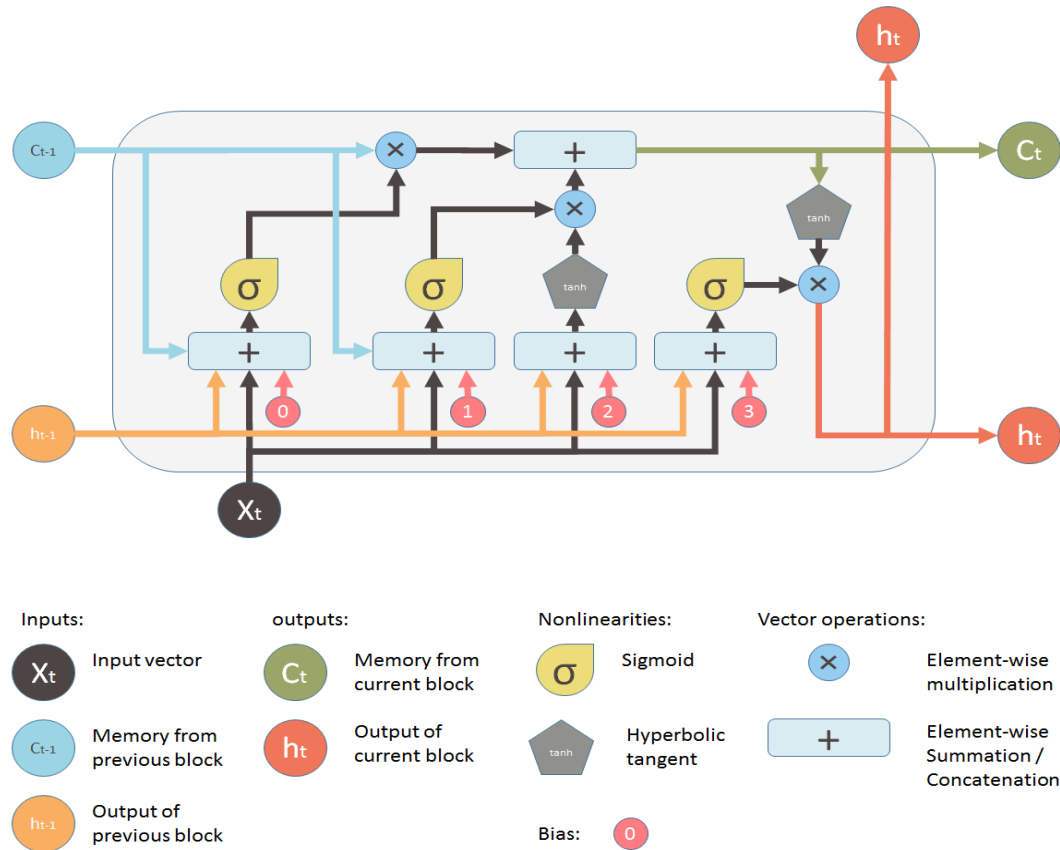 ht
Ct-1
×
+
Ct
tanh
×
σ
σ
tanh
σ
×
+
+
+
+
0
1
2
3
ht-1
ht
Xt
Inputs:
outputs:
Nonlinearities:
Vector operations:
Xt
Input vector
Ct
Memory from
current block
σ
Sigmoid
×
Element-wise
multiplication
Ct-1
Memory from
previous block
ht
Output of
current block
tanh
Hyperbolic
tangent
+
Element-wise
Summation /
Concatenation
ht-1
Output of
previous block
Bias:
0